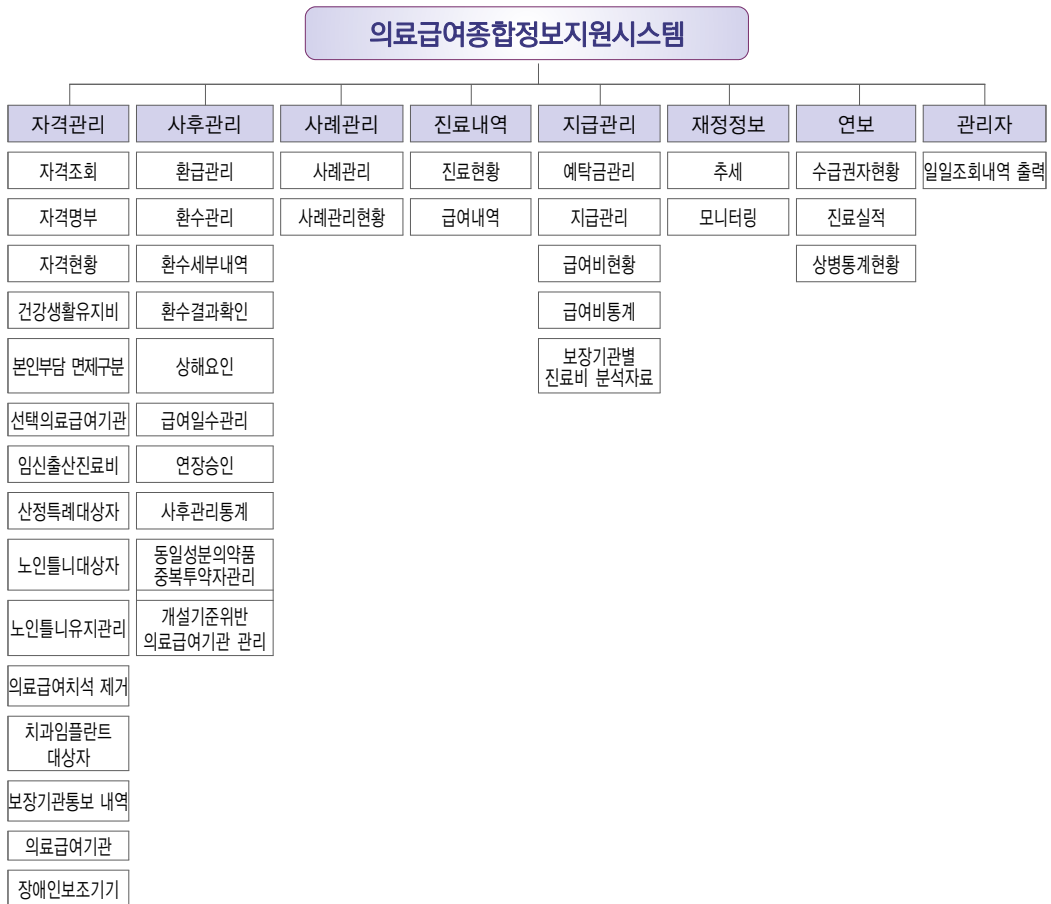 의료급여종합정보지원시스템
자격관리 사후관리 사례관리 진료내역 지급관리 재정정보 연보 관리자
자격조회 환급관리 사례관리 진료현황 예탁금관리 추세 수급권자현황 일일조회내역 출력
자격명부 환수관리 사례관리현황 급여내역 지급관리 모니터링 진료실적
자격현황 환수세부내역 급여비현황 상병통계현황
건강생활유지비 환수결과확인 급여비통계
본인부담 면제구분 상해요인 보장기관별
진료비 분석자료
선택의료급여기관 급여일수관리
임신출산진료비 연장승인
산정특례대상자 사후관리통계
노인틀니대상자 동일성분의약품
중복투약자관리
노인틀니유지관리 개설기준위반
의료급여기관 관리
의료급여치석 제거
치과임플란트
대상자
보장기관통보 내역
의료급여기관
장애인보조기기